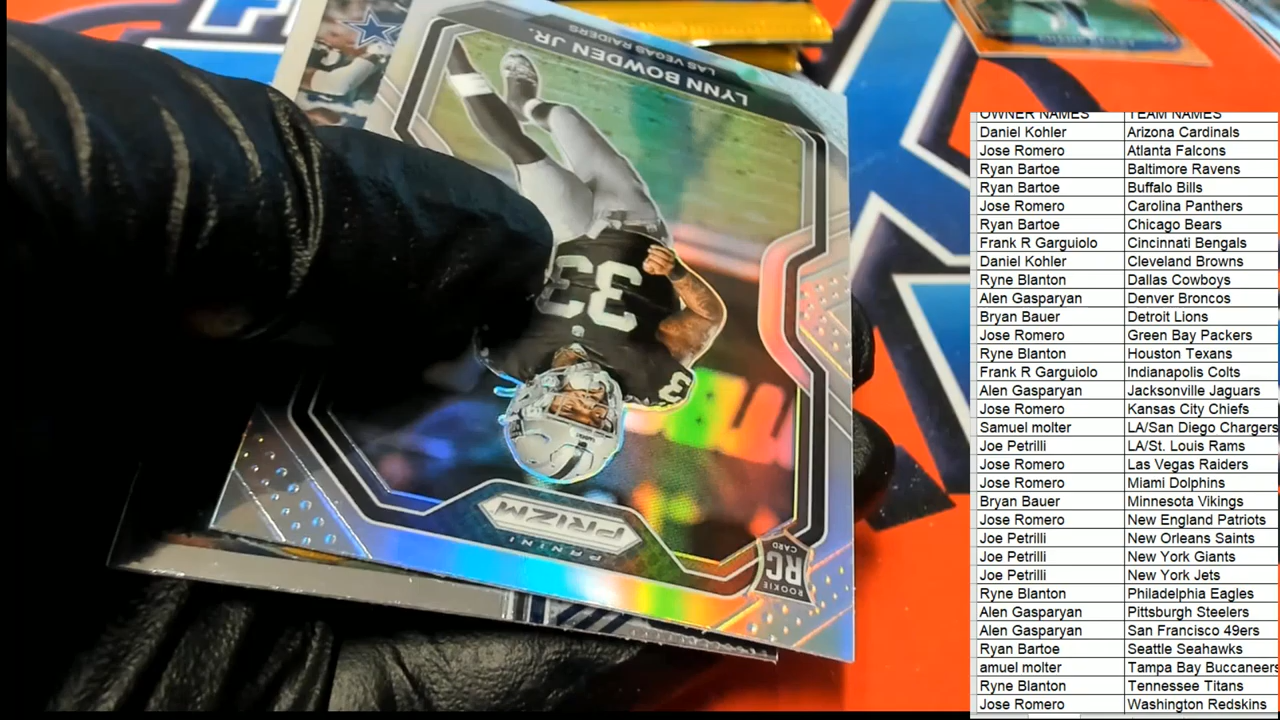 LAS VEGAS RAIDERS
LYNN BOWDEN JR.
33
3
PANINI
PRIZM
ROOKIE
RC
CARD
OWNER NAMES TEAM NAMES
Daniel Kohler Arizona Cardinals
Jose Romero Atlanta Falcons
Ryan Bartoe Baltimore Ravens
Ryan Bartoe Buffalo Bills
Jose Romero Carolina Panthers
Ryan Bartoe Chicago Bears
Frank R Garguiolo Cincinnati Bengals
Daniel Kohler Cleveland Browns
Ryne Blanton Dallas Cowboys
Alen Gasparyan Denver Broncos
Bryan Bauer Detroit Lions
Jose Romero Green Bay Packers
Ryne Blanton Houston Texans
Frank R Garguiolo Indianapolis Colts
Alen Gasparyan Jacksonville Jaguars
Jose Romero Kansas City Chiefs
Samuel molter LA/San Diego Chargers
Joe Petrilli LA/St. Louis Rams
Jose Romero Las Vegas Raiders
Jose Romero Miami Dolphins
Bryan Bauer Minnesota Vikings
Jose Romero New England Patriots
Joe Petrilli New Orleans Saints
Joe Petrilli New York Giants
Joe Petrilli New York Jets
Ryne Blanton Philadelphia Eagles
Alen Gasparyan Pittsburgh Steelers
Alen Gasparyan San Francisco 49ers
Ryan Bartoe Seattle Seahawks
amuel molter Tampa Bay Buccaneers
Ryne Blanton Tennessee Titans
Jose Romero Washington Redskins